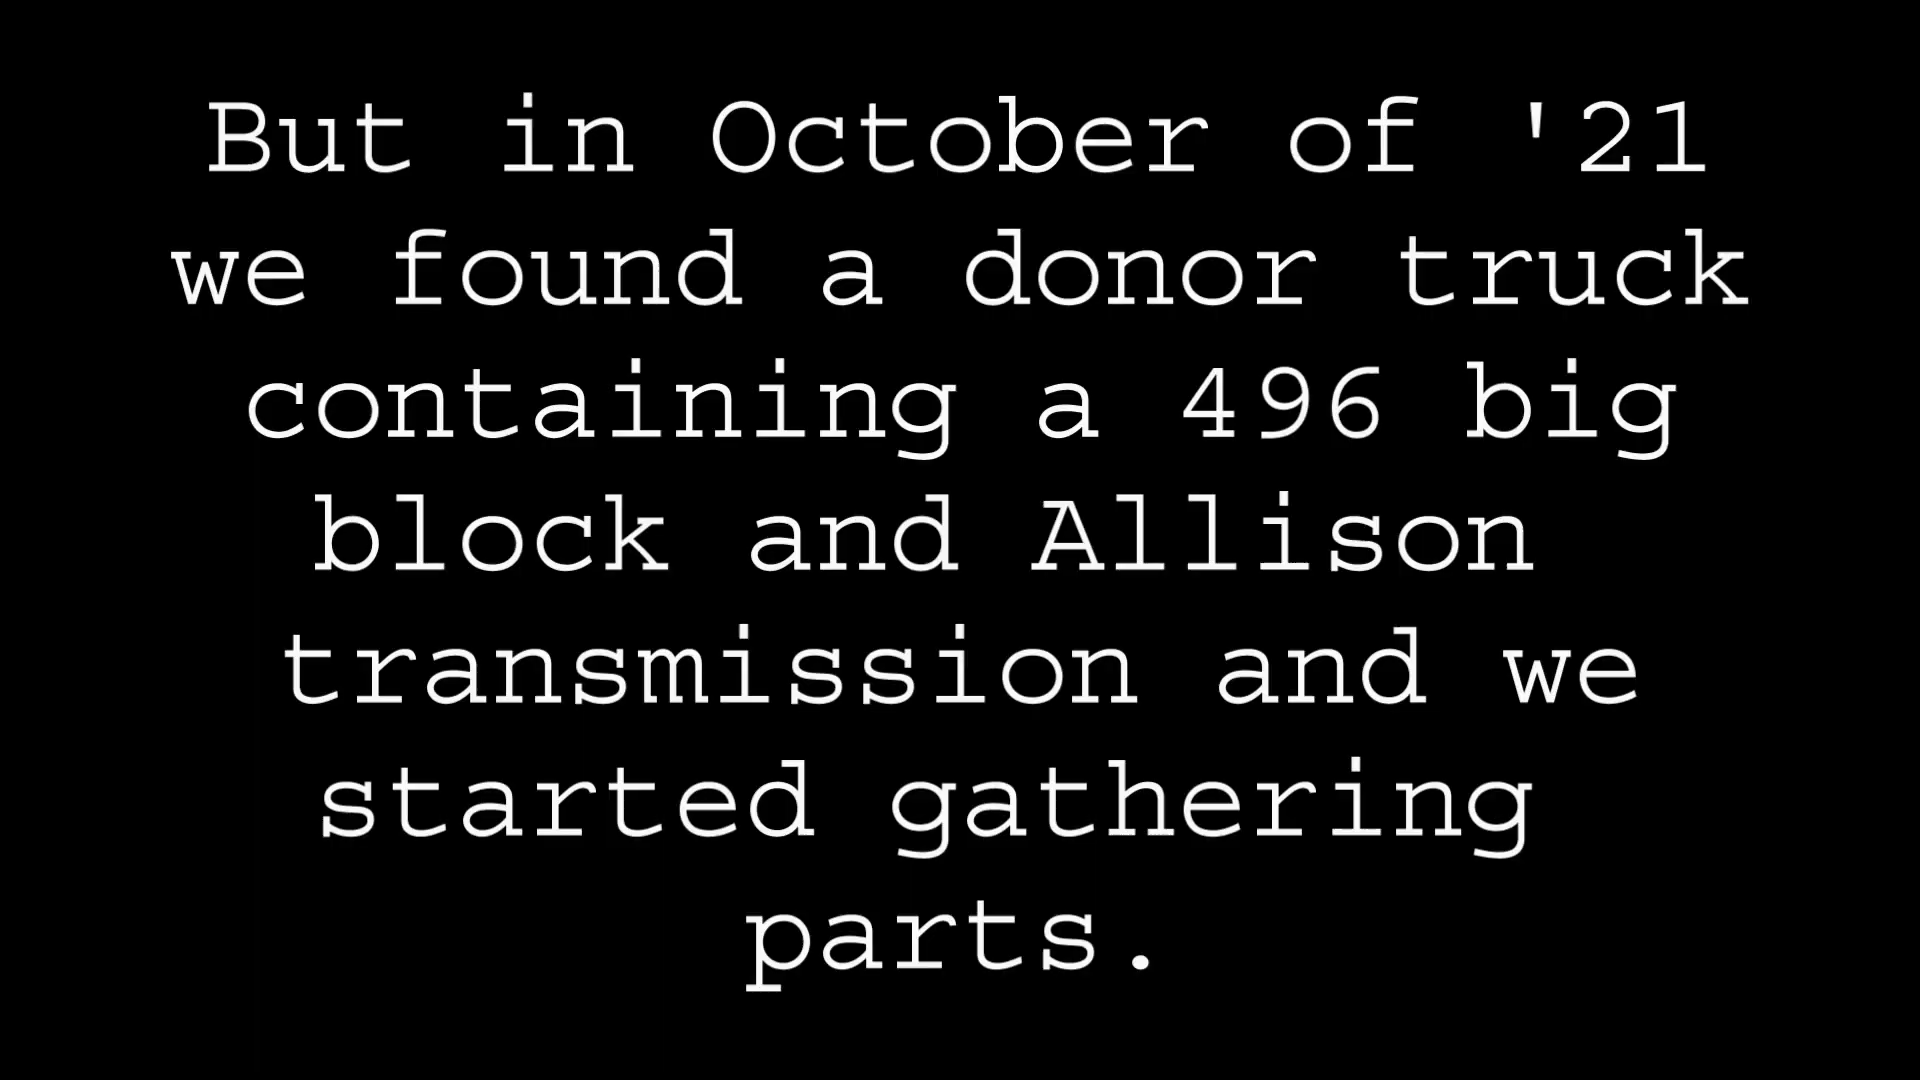 But in October of '21
we found a donor truck
containing a 496 big
block and Allison
transmission and we
started gathering
parts.